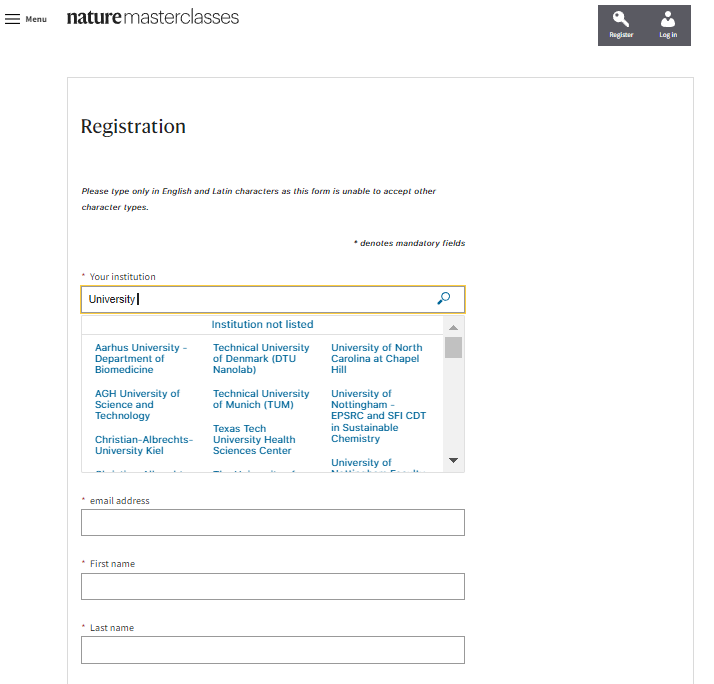 Menu
nature masterclasses
Register
Log in
Registration
Please type only in English and Latin characters as this form is unable to accept other
character types.
* denotes mandatory fields
* Your institution
University
Institution not listed
Aarhus University -
Department of
Biomedicine
AGH University of
Science and
Technology
Christian-Albrechts-
University Kiel
Technical University
of Denmark (DTU
Nanolab)
Technical University
of Munich (TUM)
Texas Tech
University Health
Sciences Center
University of North
Carolina at Chapel
Hill
University of
Nottingham -
EPSRC and SFI CDT
in Sustainable
Chemistry
University of
* email address
* First name
* Last name